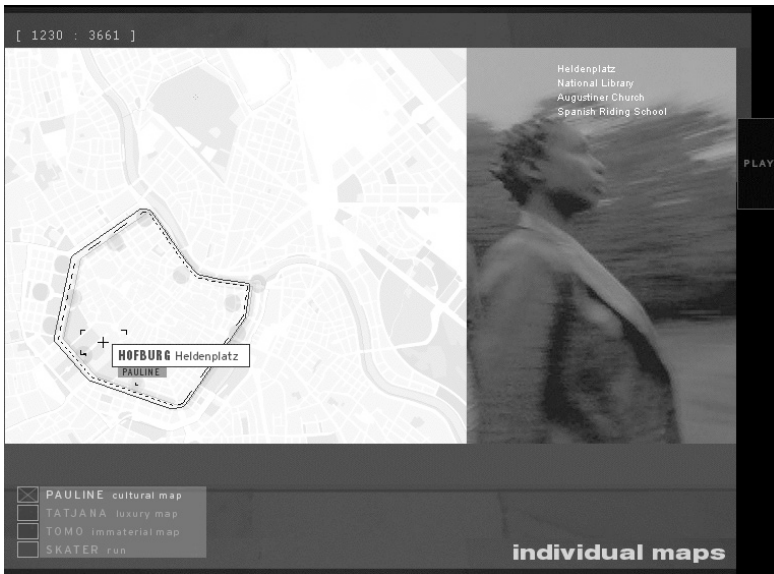 [ 1230 : 3661 ]
Heldenplatz
National Library
Augustiner Church
Spanish Riding School
PLAY
HOFBURG Heldenplatz
PAULINE
PAULINE cultural map
TATJANA luxury map
TOMO immaterial map
SKATER run
individual maps